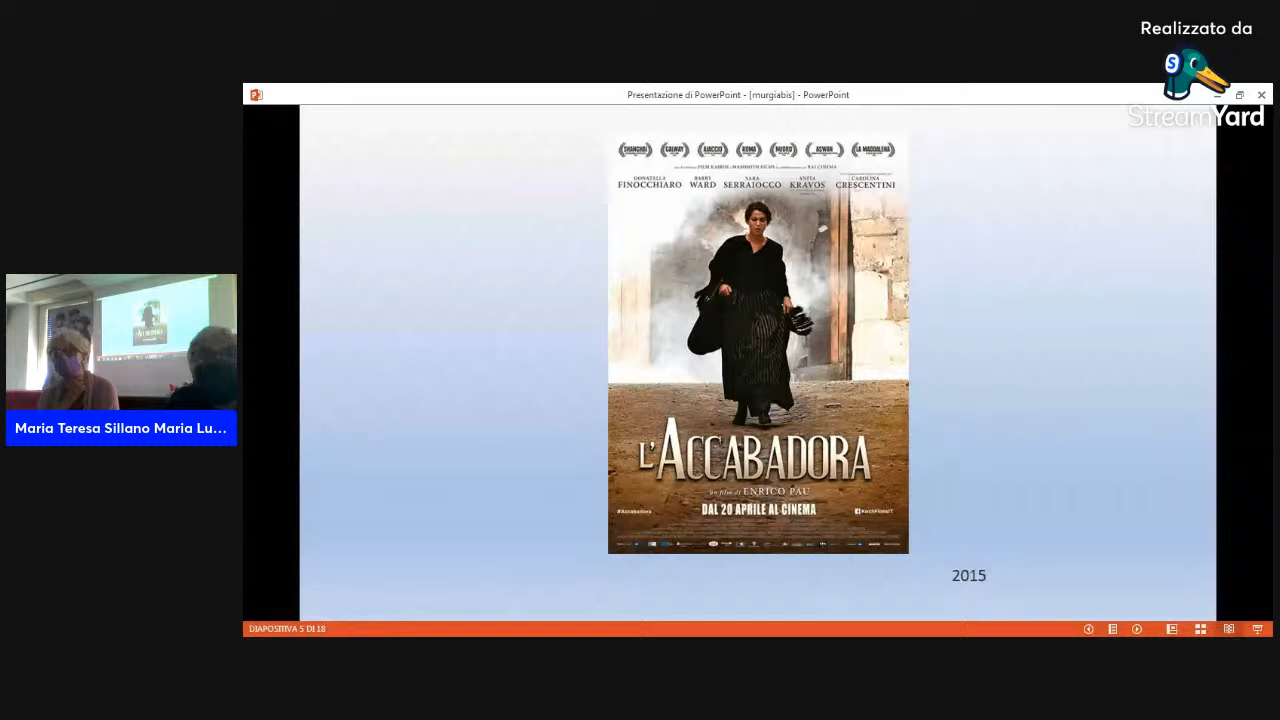 Realizzato da
StreamYard
Presentazione di PowerPoint - [murgiabis] - PowerPoint
SHANGHAI GALWAY AJACCIO ROMA NUORO ASWAN LA MADDALENA
DONATELLA FINOCCHIARO BARRY WARD SARA SERRAIOCCO ANITA KRAVOS CAROLINA CRESCENTINI
L'ACCABADORA
un film di ENRICO PAU
#Accabadora DAL 20 APRILE AL CINEMA KochFilmsIT
2015
Maria Teresa Sillano Maria Lu...
DIAPOSITIVA 5 DI 18